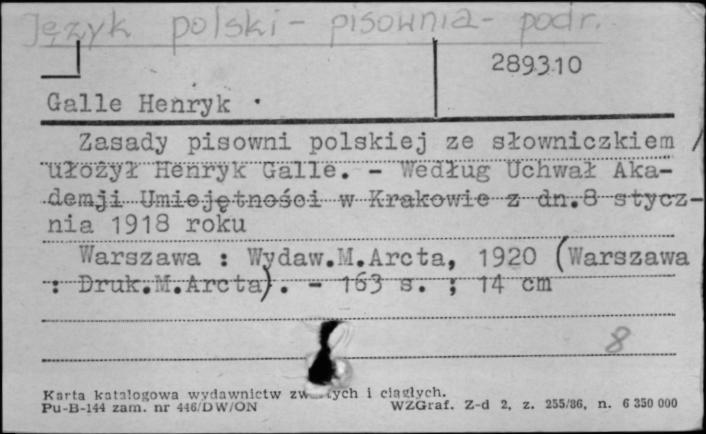 Język polski - pisownia - podr.
289310
Galle Henryk
Zasady pisowni polskiej ze słowniczkiem /
ułożył Henryk Galle. - Według Uchwał Aka-
demji Umiejętności w Krakowie z dn.8 stycz-
nia 1918 roku
Warszawa : Wydaw.M.Arcta, 1920 (Warszawa
: Druk.M.Arcta). - 163 s. ; 14 cm
8
Karta katalogowa wydawnictw i ciągłych.
Pu-B-144 zam. nr 446/DW/ON WZGraf. Z-d 2, z. 255/86, n. 6 350 000